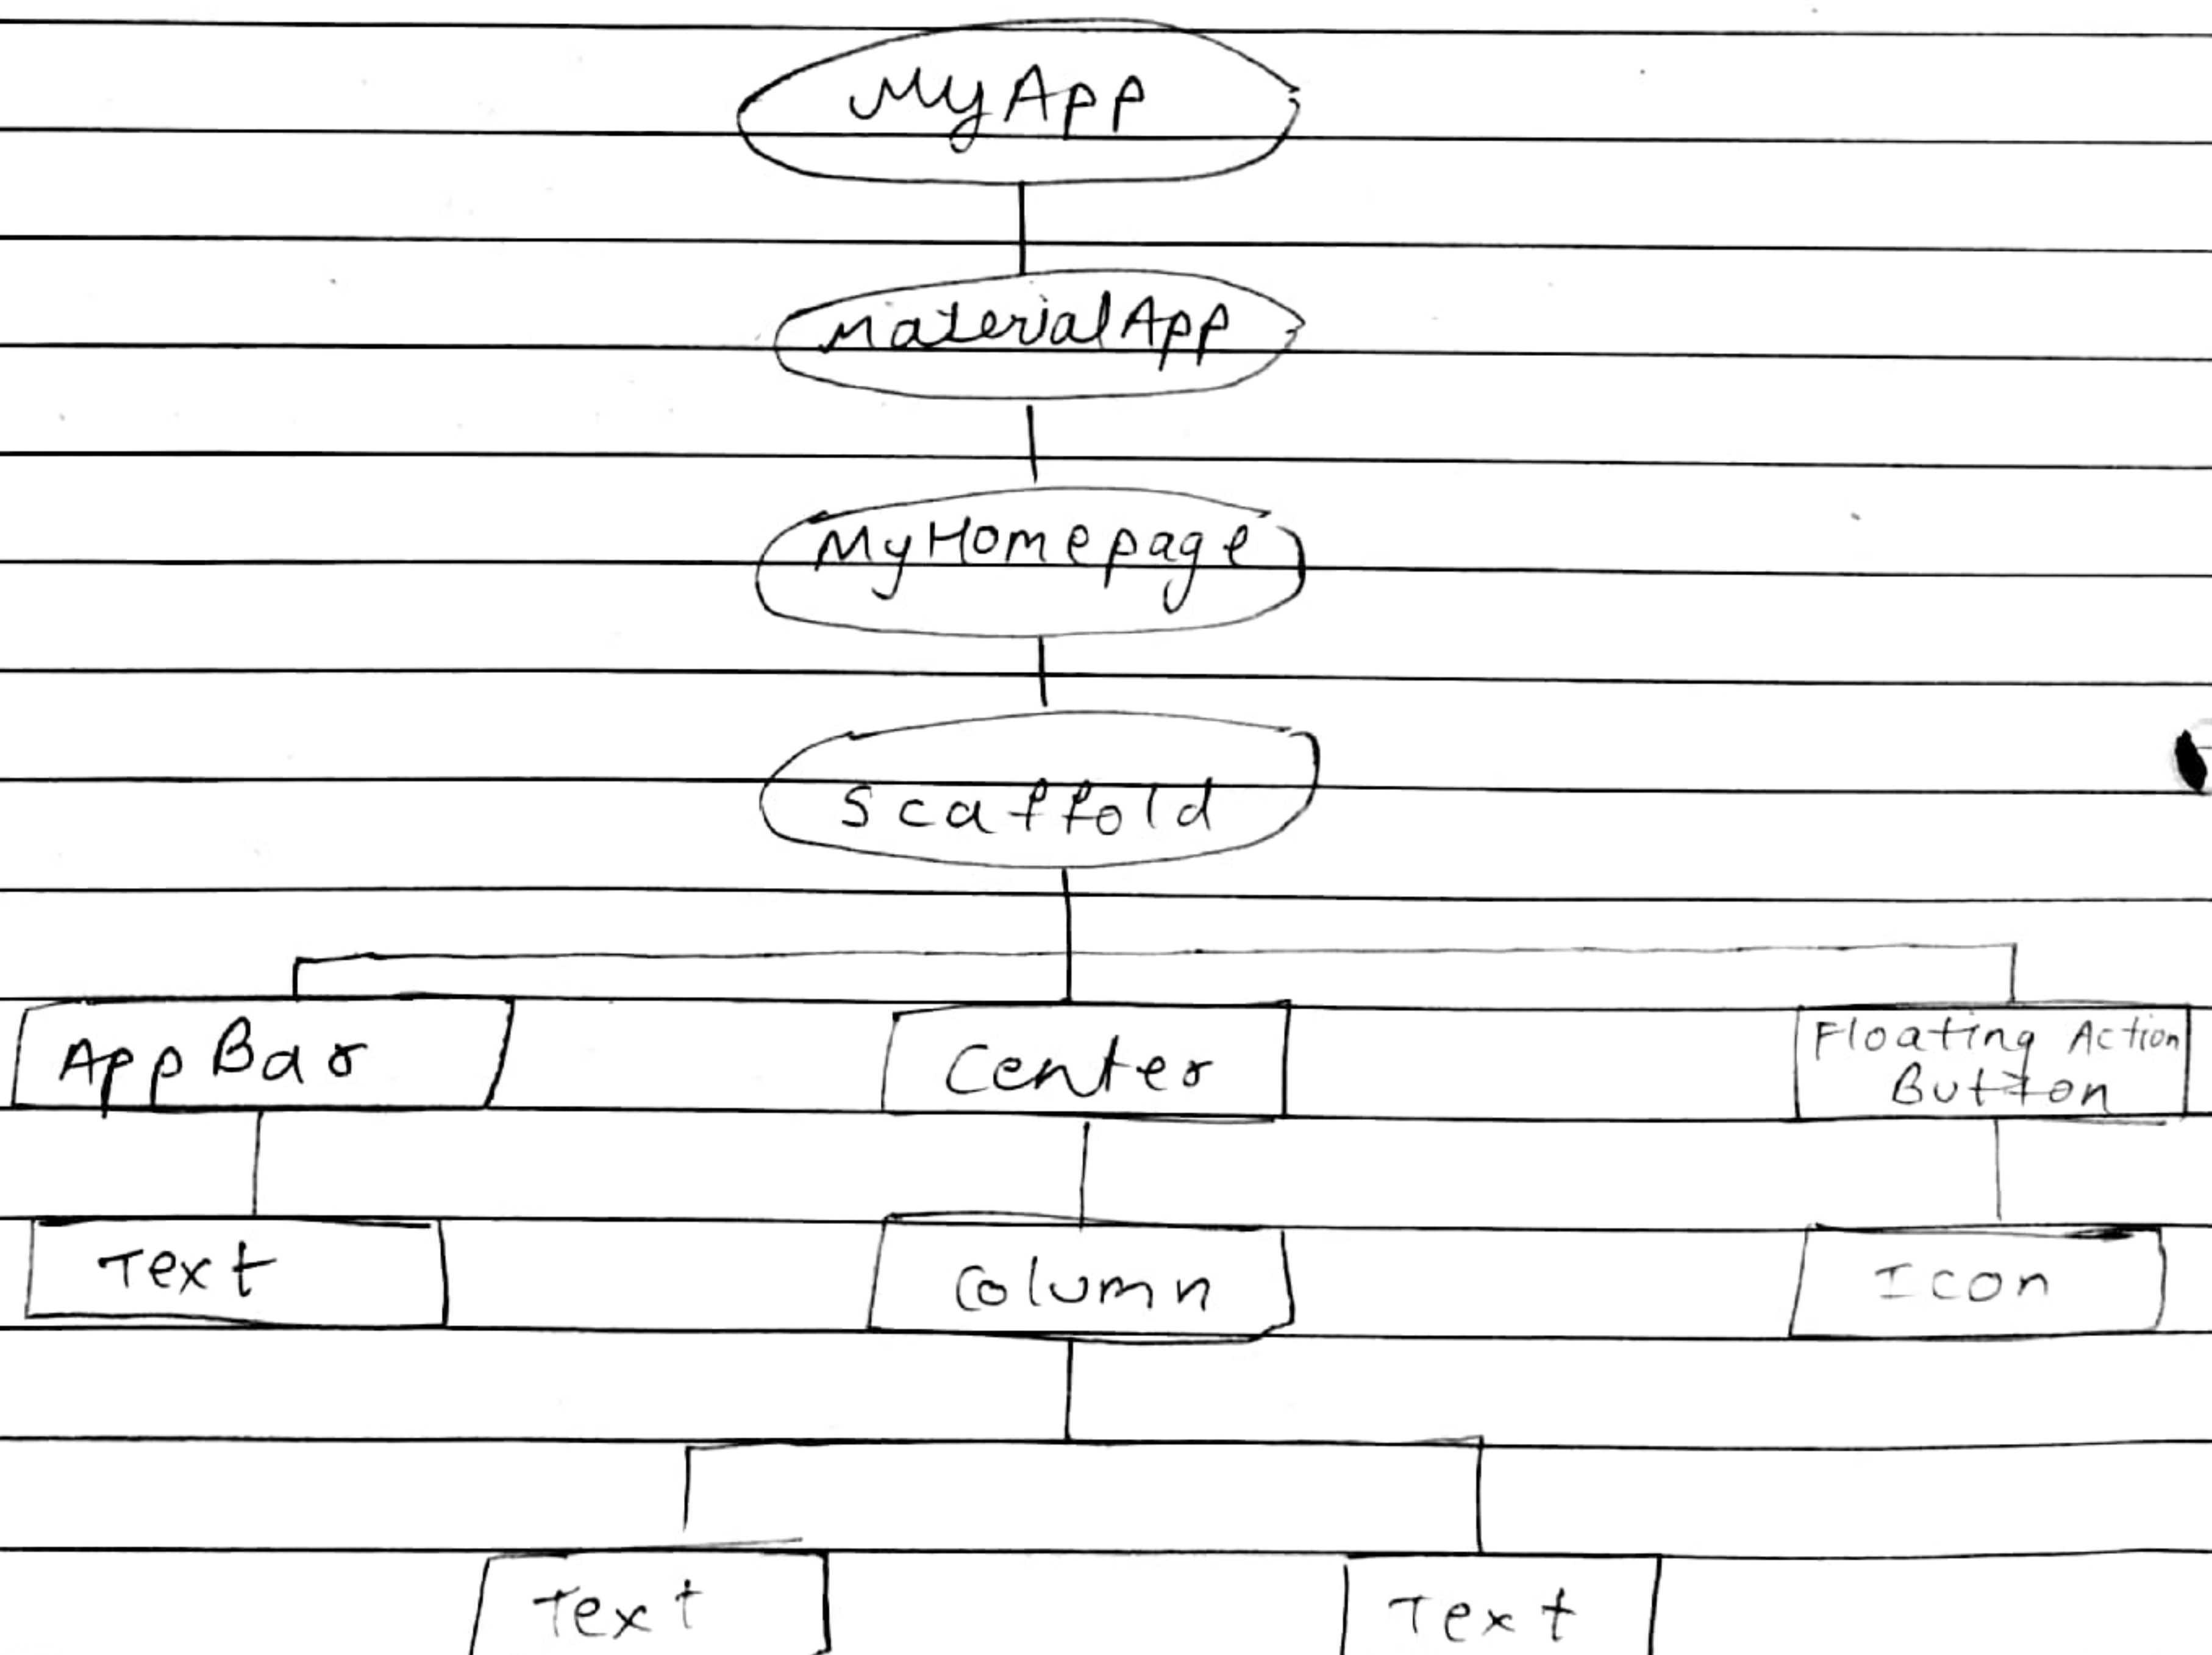 MyApp
MaterialApp
MyHomepage
Scaffold
AppBar
Center
Floating Action
Button
Text
Column
Icon
Text
Text